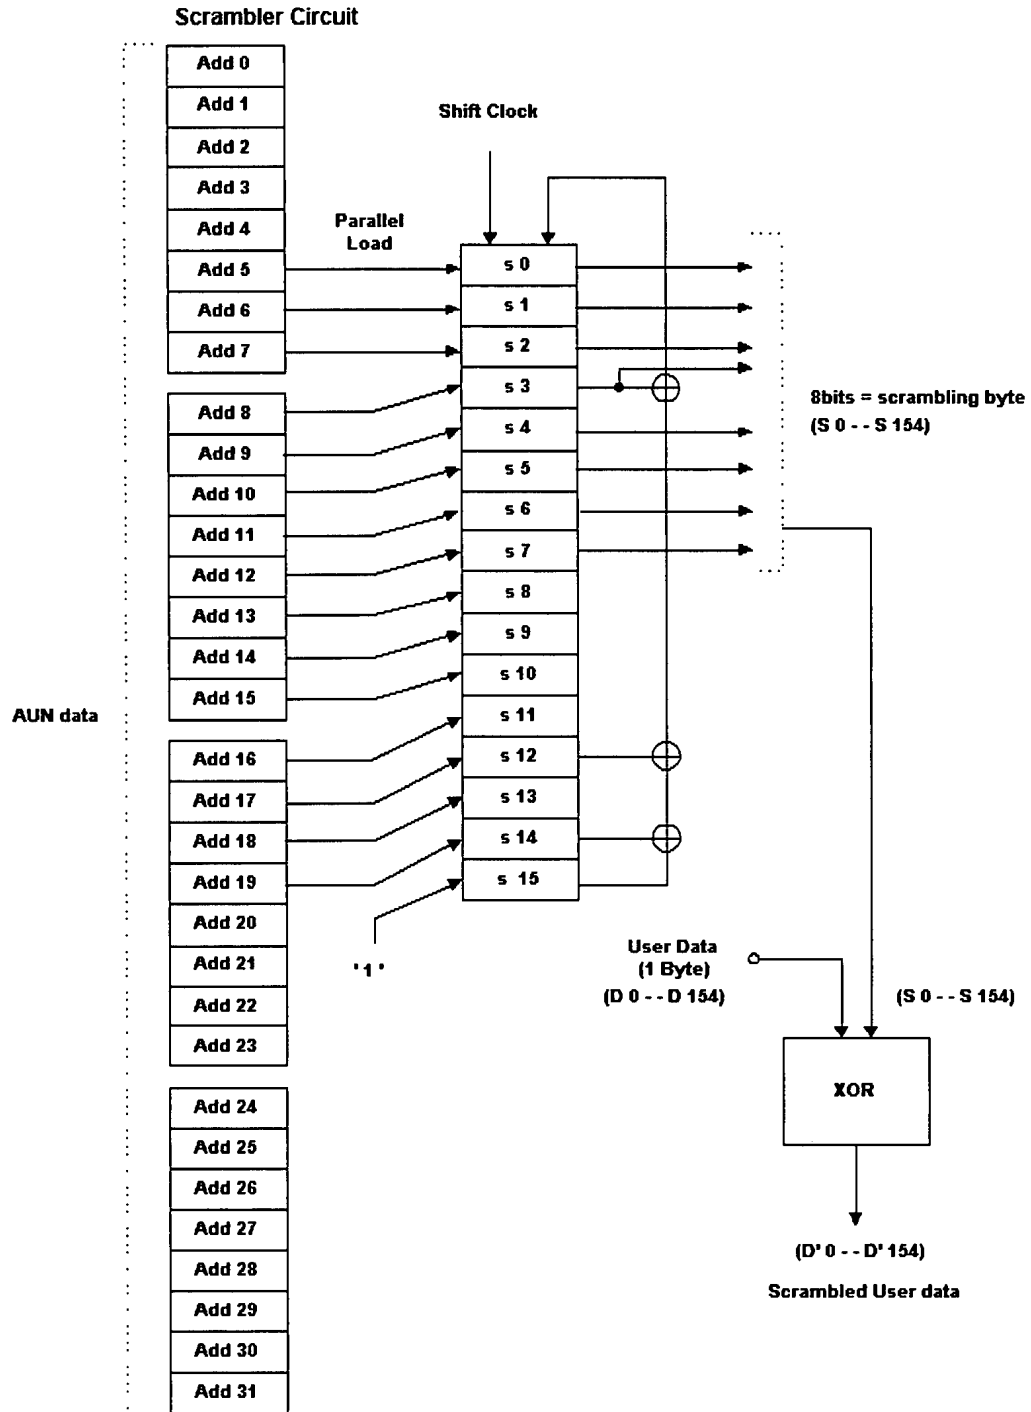 Scrambler Circuit
Add 0
Add 1
Add 2
Add 3
Add 4
Add 5
Add 6
Add 7
Add 8
Add 9
Add 10
Add 11
Add 12
Add 13
Add 14
Add 15
Add 16
Add 17
Add 18
Add 19
Add 20
Add 21
Add 22
Add 23
Add 24
Add 25
Add 26
Add 27
Add 28
Add 29
Add 30
Add 31
AUN data
Shift Clock
Parallel
Load
s 0
s 1
s 2
s 3
s 4
s 5
s 6
s 7
s 8
s 9
s 10
s 11
s 12
s 13
s 14
s 15
' 1 '
8bits = scrambling byte
(S 0 - - S 154)
User Data
(1 Byte)
(D 0 - - D 154)
(S 0 - - S 154)
XOR
(D' 0 - - D' 154)
Scrambled User data